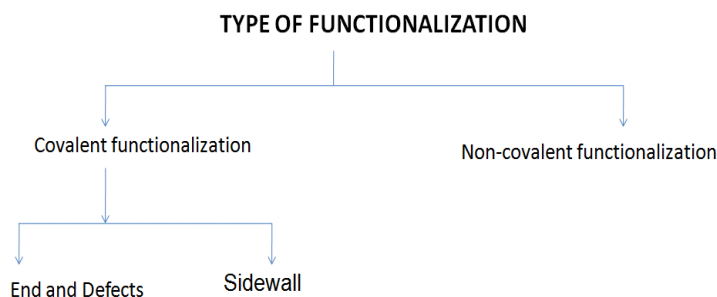 TYPE OF FUNCTIONALIZATION
Covalent functionalization
Non-covalent functionalization
End and Defects
Sidewall